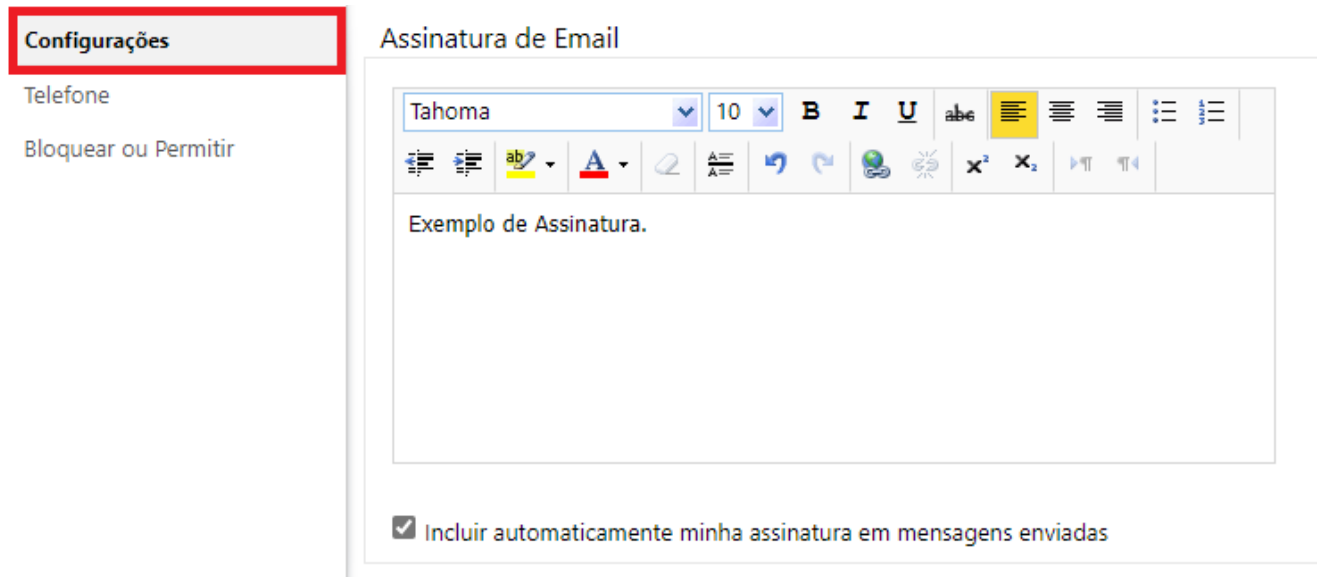 Configurações
Telefone
Bloquear ou Permitir
Assinatura de Email
Tahoma 10 B I U abc
ab A A A x² x₂
Exemplo de Assinatura.
Incluir automaticamente minha assinatura em mensagens enviadas